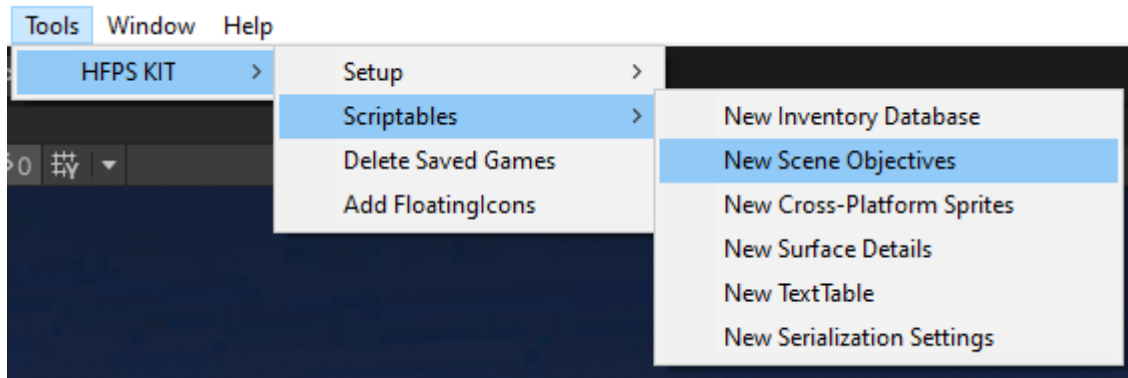 Tools Window Help
HFPS KIT
Setup
Scriptables
Delete Saved Games
Add FloatingIcons
New Inventory Database
New Scene Objectives
New Cross-Platform Sprites
New Surface Details
New TextTable
New Serialization Settings
0